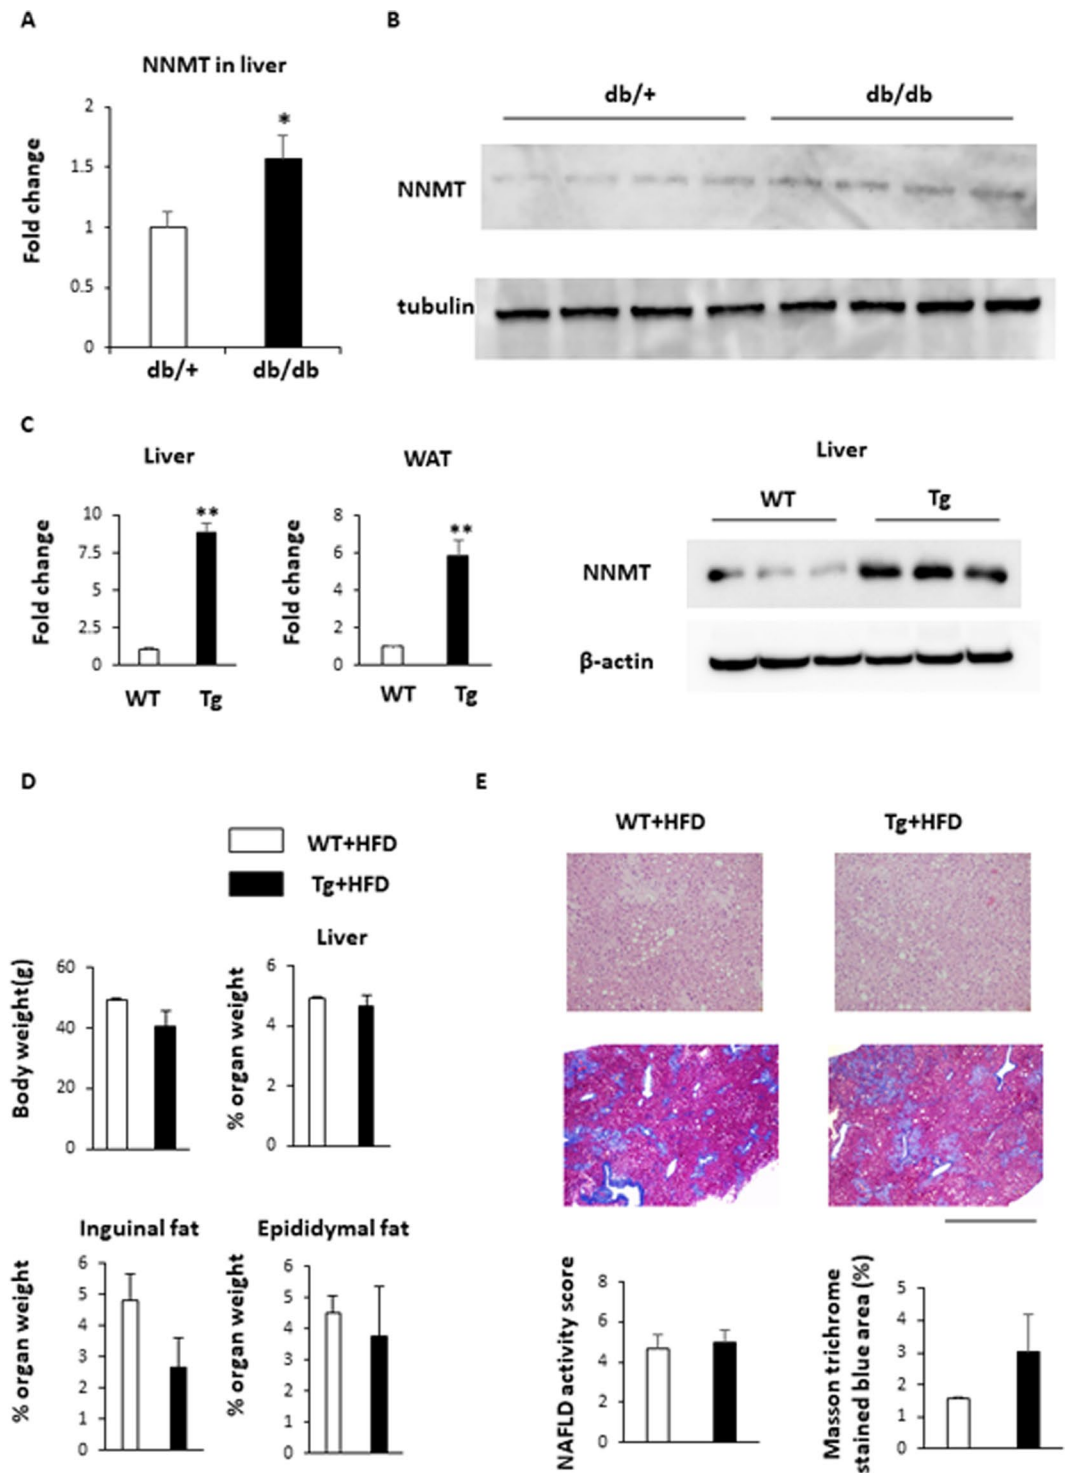 A
B
NNMT in liver
Fold change
2
1.5
1
0.5
0
*
db/+
db/db
db/+
db/db
NNMT
tubulin
C
Liver
Fold change
10
7.5
5
2.5
0
**
WT
Tg
WAT
Fold change
8
6
4
2
0
**
WT
Tg
Liver
WT
Tg
NNMT
β-actin
D
WT+HFD
Tg+HFD
Body weight(g)
60
40
20
0
Liver
% organ weight
6
4
2
0
Inguinal fat
% organ weight
6
5
4
3
2
1
0
Epididymal fat
% organ weight
6
5
4
3
2
1
0
E
WT+HFD
Tg+HFD
NAFLD activity score
8
6
4
2
0
Masson trichrome
stained blue area (%)
5
4
3
2
1
0